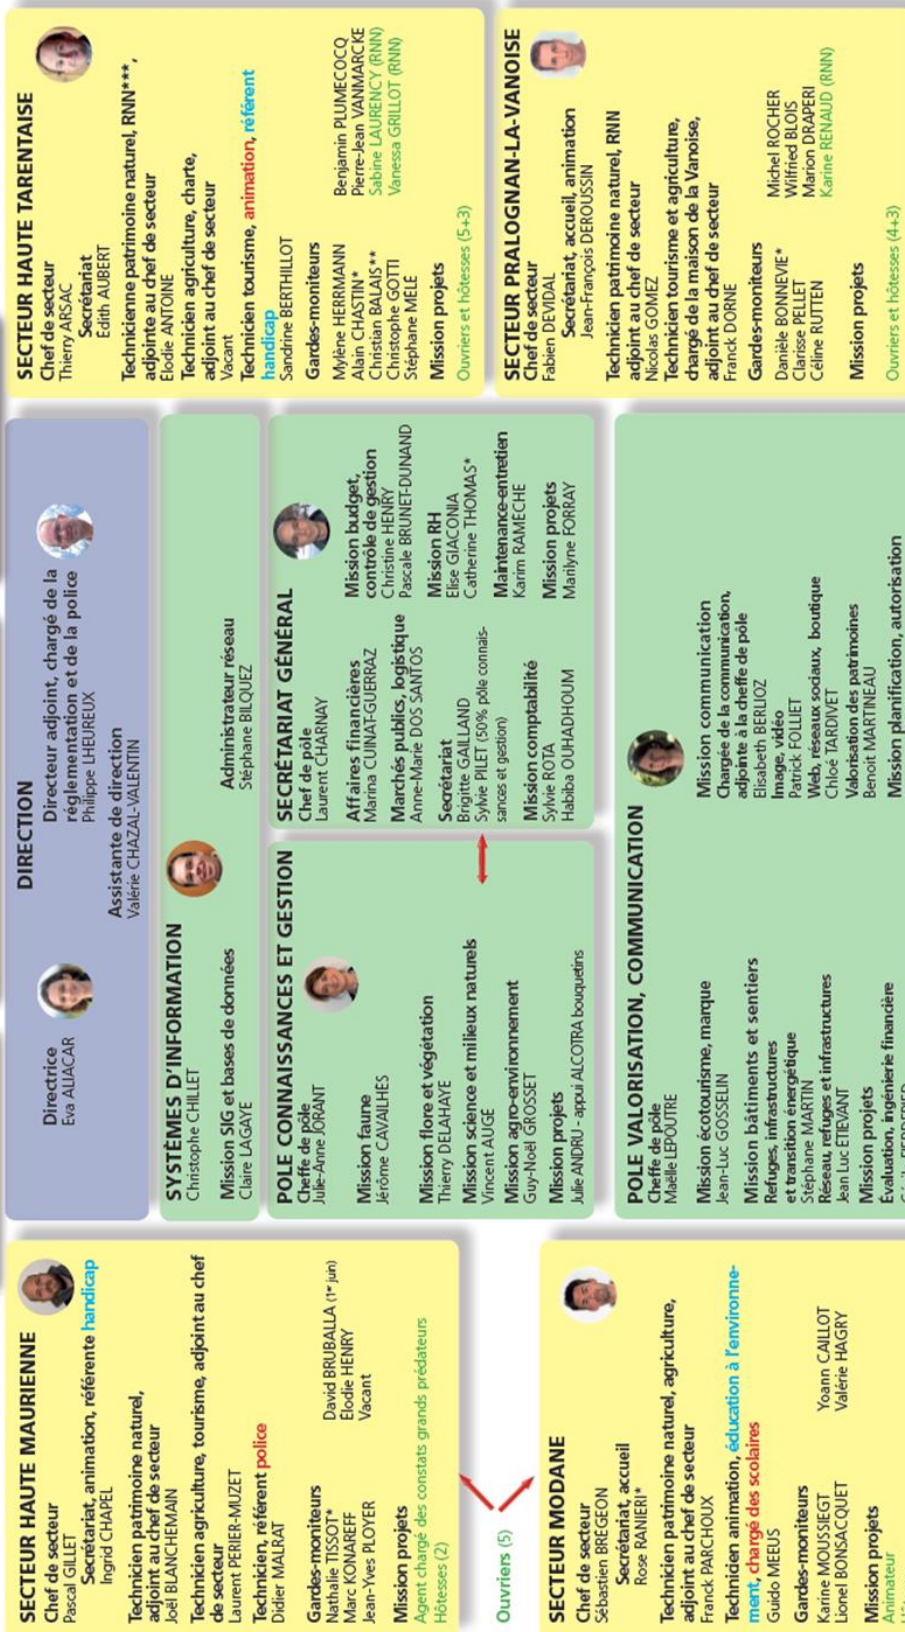 SECTEUR HAUTE MAURIENNE
Chef de secteur
Pascal GILLET
Secrétariat, animation, référente handicap
Ingrid CHAPEL
Technicien patrimoine naturel,
adjoint au chef de secteur
Joël BLANCHEMAIN
Technicien agriculture, tourisme, adjoint au chef
de secteur
Laurent PERIER-MUZET
Technicien, référent police
Didier MALRAT
Gardes-moniteurs
Nathalie TISSOT*
Marc KONAREFF
Jean-Yves PLOYER
David BRUBALLA (1er juin)
Elodie HENRY
Vacant
Mission projets
Agent chargé des constats grands prédateurs
Hôtesses (2)
Ouvriers (5)
SECTEUR MODANE
Chef de secteur
Sébastien BREGEON
Secrétariat, accueil
Rose RANIERI*
Technicien patrimoine naturel, agriculture,
adjoint au chef de secteur
Franck PARCHOUX
Technicien animation, éducation à l'environne-
ment, chargé des scolaires
Guido MEEUS
Gardes-moniteurs
Karine MOUSSIEGT
Lionel BONSACQUET
Yoann CAILLOT
Valérie HAGRY
Mission projets
Animateur
DIRECTION
Directrice
Eva ALIACAR
Directeur adjoint, chargé de la
réglementation et de la police
Philippe LHEUREUX
Assistante de direction
Valérie CHAZAL-VALENTIN
SYSTÈMES D'INFORMATION
Christophe CHILLET
Mission SIG et bases de données
Claire LAGAYE
Administrateur réseau
Stéphane BILQUEZ
POLE CONNAISSANCES ET GESTION
Cheffe de pôle
Julie-Anne JORANT
Mission faune
Jérôme CAVAILHES
Mission flore et végétation
Thierry DELAHAYE
Mission science et milieux naturels
Vincent AUGÉ
Mission agro-environnement
Guy-Noël GROSSET
Mission projets
Julie ANDRU - appui ALCOTRA bouquetins
SECRÉTARIAT GÉNÉRAL
Chef de pôle
Laurent CHARNAY
Affaires financières
Marina CUINAT-GUERRAZ
Marchés publics, logistique
Anne-Marie DOS SANTOS
Secrétariat
Brigitte GAILLAND
Sylvie PILET (50% pôle connais-
sances et gestion)
Mission comptabilité
Sylvie ROTA
Habiba OUHADHOUM
Mission budget,
contrôle de gestion
Christine HENRY
Pascale BRUNET-DUNAND
Mission RH
Elise GIACONIA
Catherine THOMAS*
Maintenance-entretien
Karim RAMECHE
Mission projets
Marilyne FORRAY
POLE VALORISATION, COMMUNICATION
Cheffe de pôle
Maëlle LEPOUTRE
Mission écotourisme, marque
Jean-Luc GOSSELIN
Mission bâtiments et sentiers
Refuges, infrastructures
et transition énergétique
Stéphane MARTIN
Réseau, refuges et infrastructures
Jean Luc ETIEVANT
Mission projets
Évaluation, ingénierie financière
Mission communication
Chargée de la communication,
adjointe à la cheffe de pôle
Elisabeth BERLIOZ
Image, vidéo
Patrick FOLLIET
Web, réseaux sociaux, boutique
Chloé TARDIVET
Valorisation des patrimoines
Benoit MARTINEAU
Mission planification, autorisation
SECTEUR HAUTE TARENTAISE
Chef de secteur
Thierry ARSAC
Secrétariat
Edith AUBERT
Technicienne patrimoine naturel, RNN***,
adjointe au chef de secteur
Elodie ANTOINE
Technicien agriculture, charte,
adjoint au chef de secteur
Vacant
Technicien tourisme, animation, référent
handicap
Sandrine BERTHILLOT
Gardes-moniteurs
Mylène HERRMANN
Alain CHASTIN*
Christian BALAIS**
Christophe GOTTI
Stéphane MELE
Benjamin PLUMECOCQ
Pierre-Jean VANMARCKE
Sabine LAURENCY (RNN)
Vanessa GRILLOT (RNN)
Mission projets
Ouvriers et hôtesses (5+3)
SECTEUR PRALOGNAN-LA-VANOISE
Chef de secteur
Fabien DEVIDAL
Secrétariat, accueil, animation
Jean-François DEROUSSIN
Technicien patrimoine naturel, RNN
adjoint au chef de secteur
Nicolas GOMEZ
Technicien tourisme et agriculture,
chargé de la maison de la Vanoise,
adjoint au chef de secteur
Franck DORNE
Gardes-moniteurs
Danièle BONNEVIE*
Clarisse PELLET
Céline RUTTEN
Michel ROCHER
Wilfried BLOIS
Marion DRAPERI
Karine RENAUD (RNN)
Mission projets
Ouvriers et hôtesses (4+3)